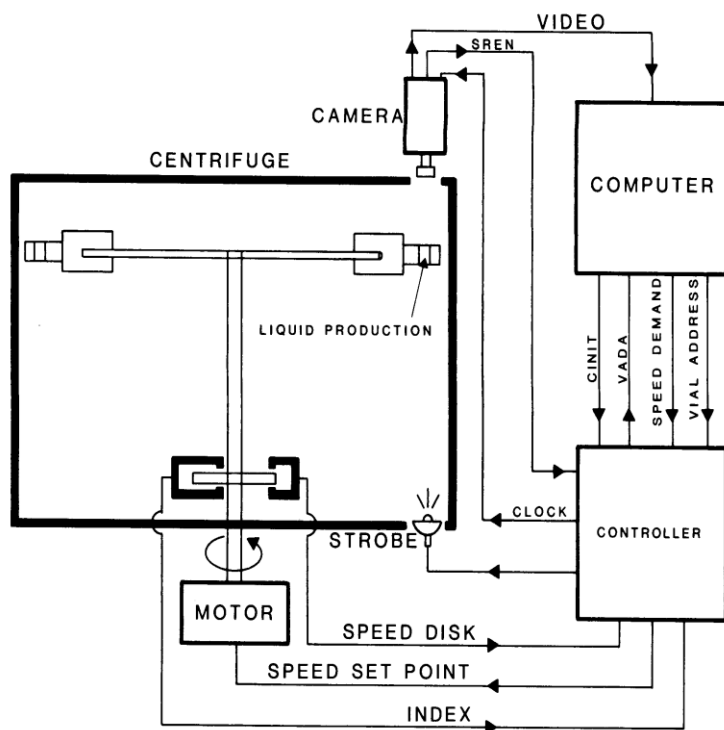 VIDEO
SREN
CAMERA
CENTRIFUGE
COMPUTER
LIQUID PRODUCTION
CINIT
VADA
SPEED DEMAND
VIAL ADDRESS
CLOCK
CONTROLLER
STROBE
MOTOR
SPEED DISK
SPEED SET POINT
INDEX